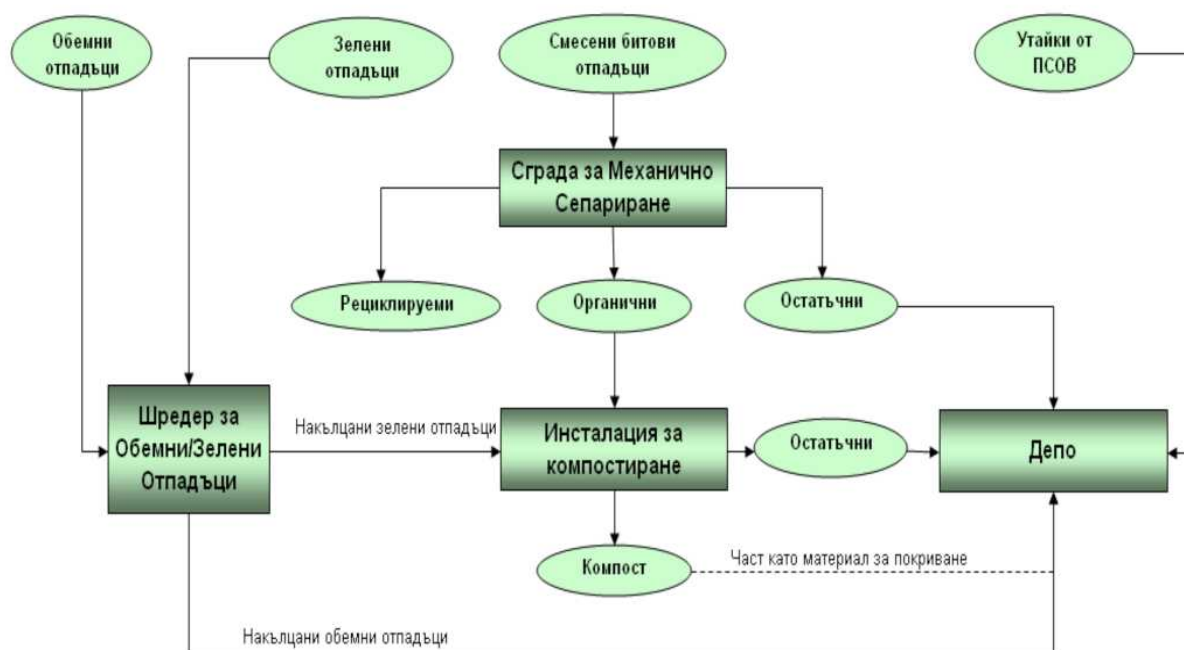 Обемни
отпадъци
Зелени
отпадъци
Смесени битови
отпадъци
Утайки от
ПСОВ
Сграда за Механично
Сепариране
Рециклируеми
Органични
Остатъчни
Шредер за
Обемни/Зелени
Отпадъци
Накълцани зелени отпадъци
Инсталация за
компостиране
Остатъчни
Депо
Компост
Част като материал за покриване
Накълцани обемни отпадъци